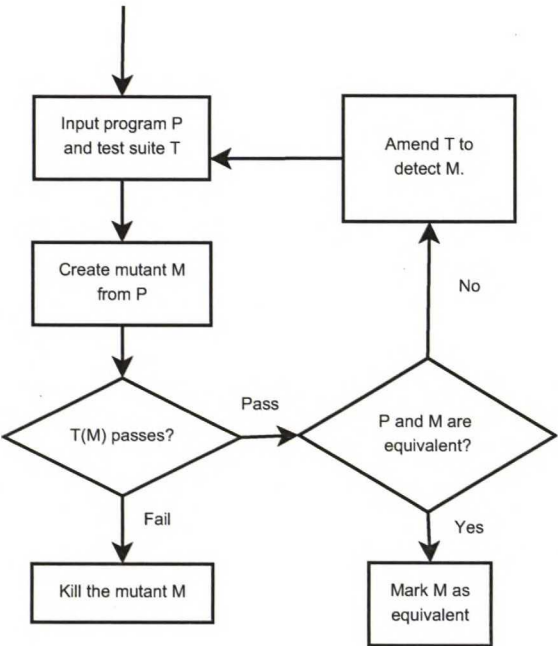 Input program P
and test suite T
Amend T to
detect M.
Create mutant M
from P
No
T(M) passes?
Pass
P and M are
equivalent?
Fail
Yes
Kill the mutant M
Mark M as
equivalent